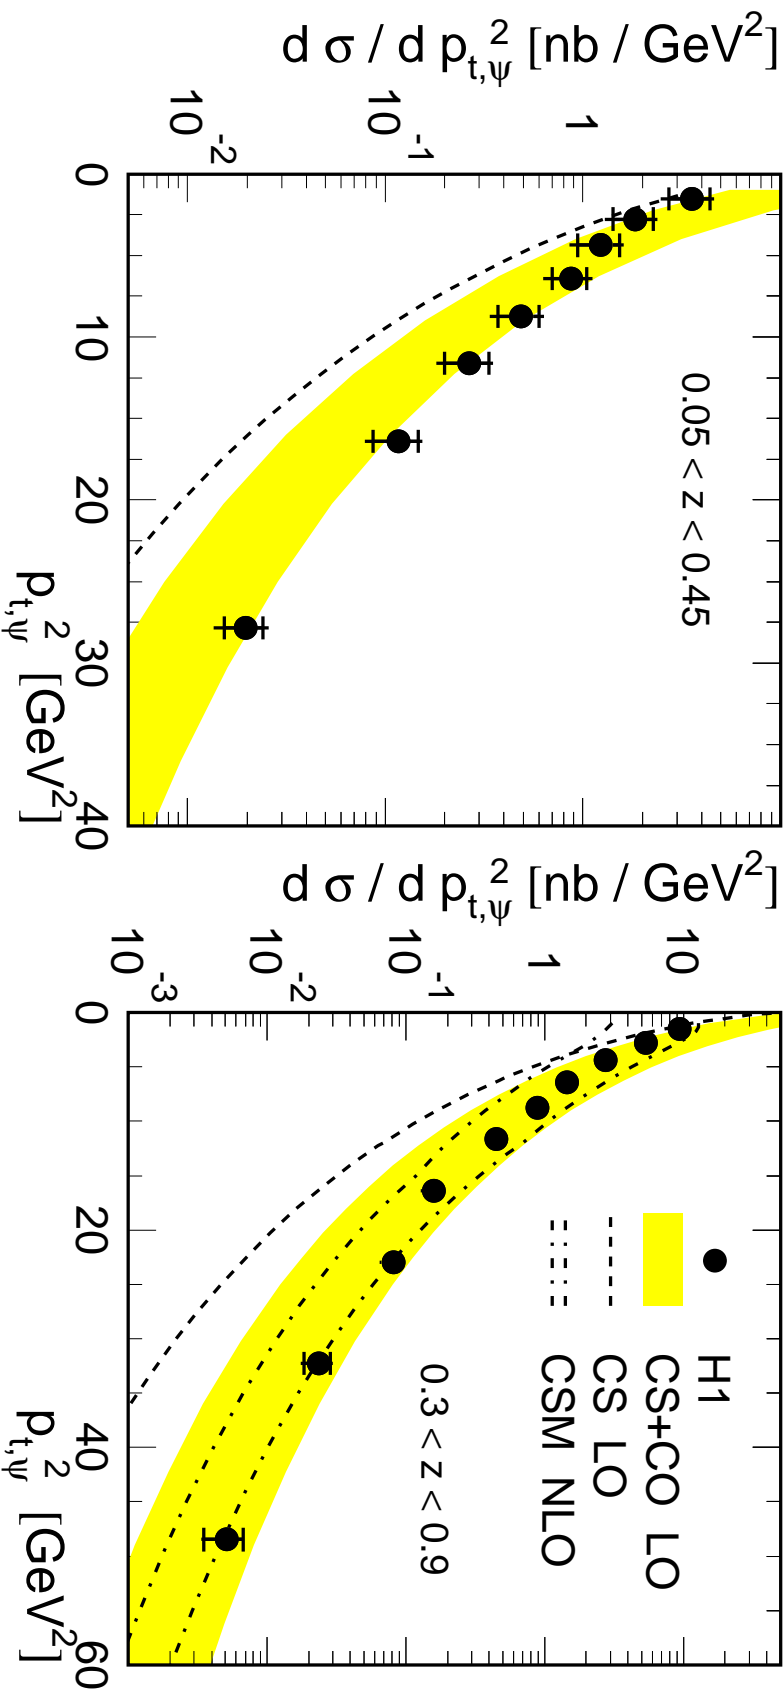 d σ / d p_{t,ψ}^2 [nb / GeV^2]
1
10^-1
10^-2
0.05 < z < 0.45
0 10 20 30 40
p_{t,ψ}^2 [GeV^2]
d σ / d p_{t,ψ}^2 [nb / GeV^2]
10
1
10^-1
10^-2
10^-3
H1
CS+CO LO
CS LO
CSM NLO
0.3 < z < 0.9
0 20 40 60
p_{t,ψ}^2 [GeV^2]